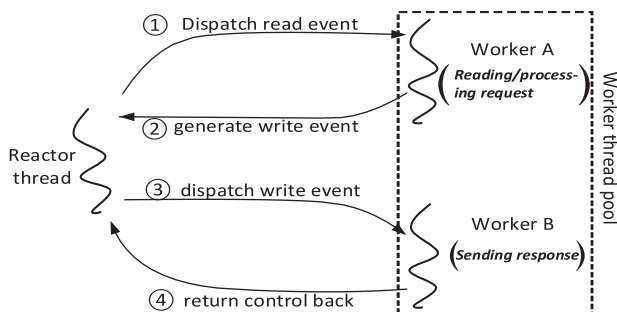 ① Dispatch read event
Worker A
(Reading/process-
ing request)
② generate write event
Reactor
thread
③ dispatch write event
Worker B
(Sending response)
④ return control back
Worker thread pool